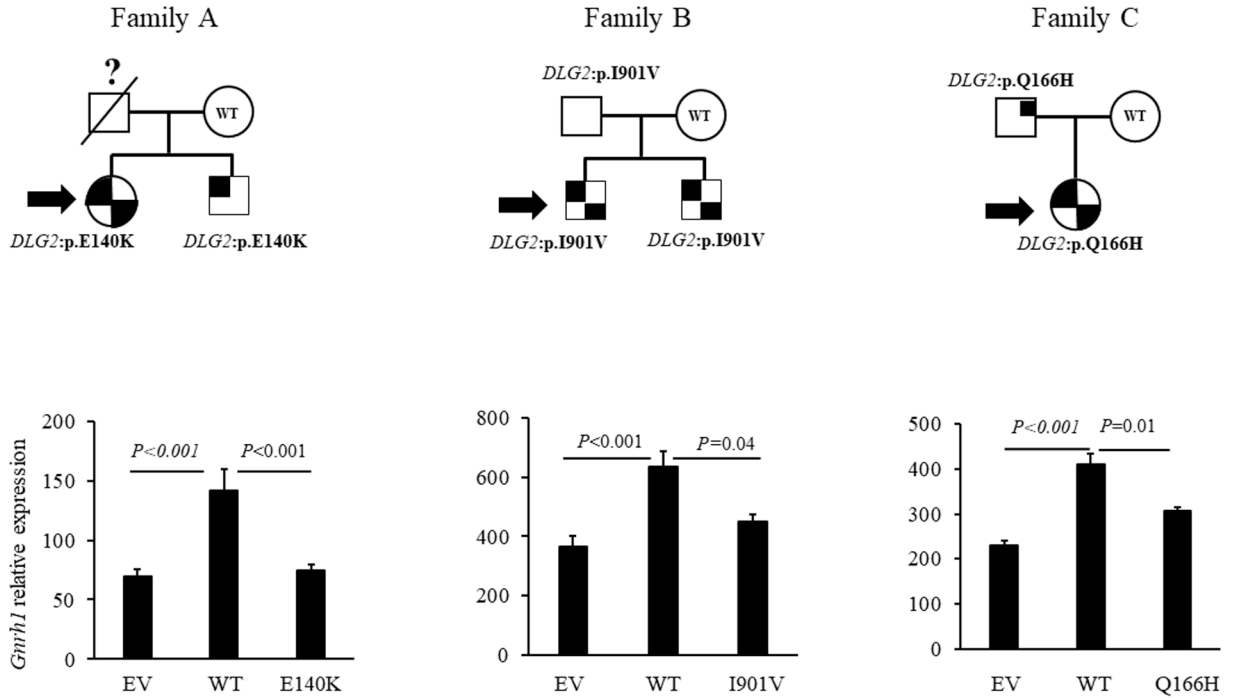 Family A
Family B
Family C
?
DLG2:p.I901V
DLG2:p.Q166H
WT
WT
WT
DLG2:p.E140K
DLG2:p.E140K
DLG2:p.I901V
DLG2:p.I901V
DLG2:p.Q166H
Gnrh1 relative expression
200
150
100
50
0
P<0.001
P<0.001
EV
WT
E140K
800
600
400
200
0
P<0.001
P=0.04
EV
WT
I901V
500
400
300
200
100
0
P<0.001
P=0.01
EV
WT
Q166H